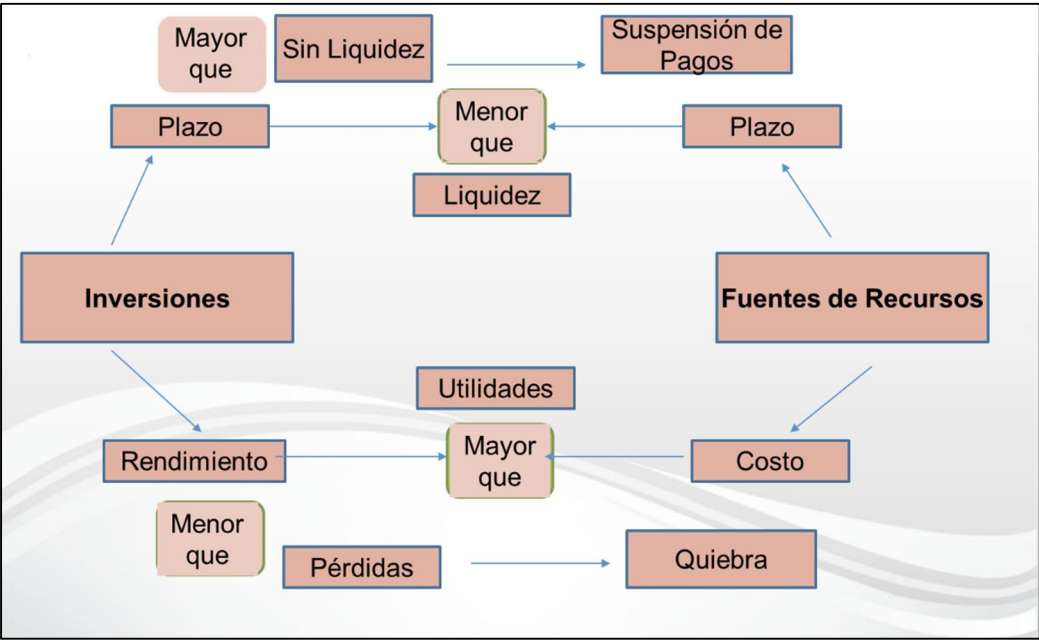 Mayor
que
Sin Liquidez
Suspensión de
Pagos
Plazo
Menor
que
Plazo
Liquidez
Inversiones
Fuentes de Recursos
Utilidades
Rendimiento
Mayor
que
Costo
Menor
que
Pérdidas
Quiebra